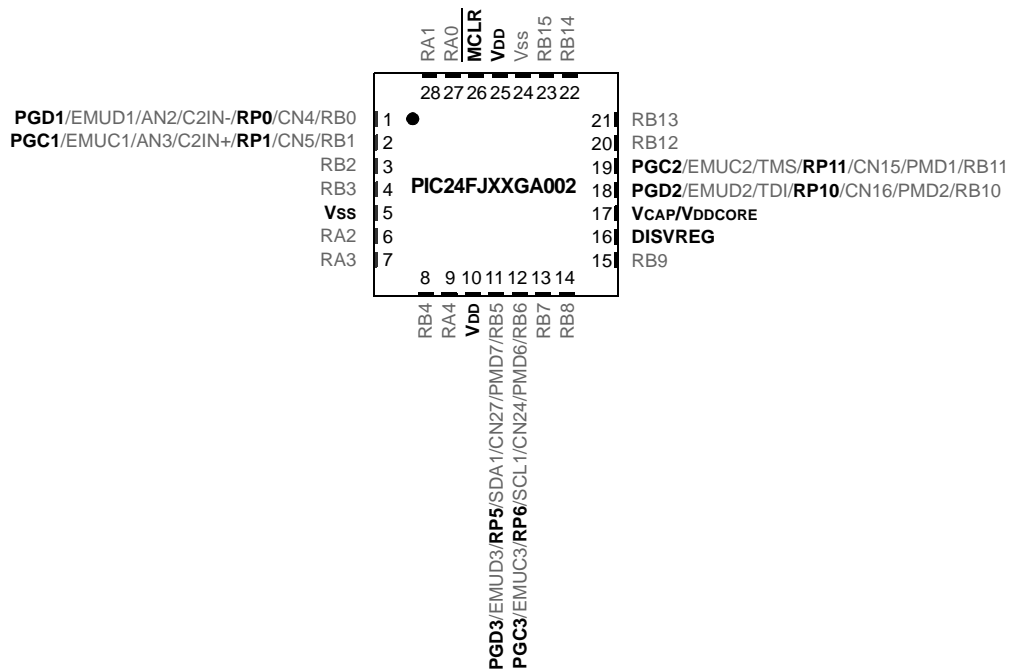 RA1
RA0
MCLR
VDD
Vss
RB15
RB14
28 27 26 25 24 23 22
PGD1/EMUD1/AN2/C2IN-/RP0/CN4/RB0 1
PGC1/EMUC1/AN3/C2IN+/RP1/CN5/RB1 2
RB2 3
RB3 4
Vss 5
RA2 6
RA3 7
PIC24FJXXGA002
21 RB13
20 RB12
19 PGC2/EMUC2/TMS/RP11/CN15/PMD1/RB11
18 PGD2/EMUD2/TDI/RP10/CN16/PMD2/RB10
17 VCAP/VDDCORE
16 DISVREG
15 RB9
8 9 10 11 12 13 14
RB4
RA4
VDD
PGD3/EMUD3/RP5/SDA1/CN27/PMD7/RB5
PGC3/EMUC3/RP6/SCL1/CN24/PMD6/RB6
RB7
RB8